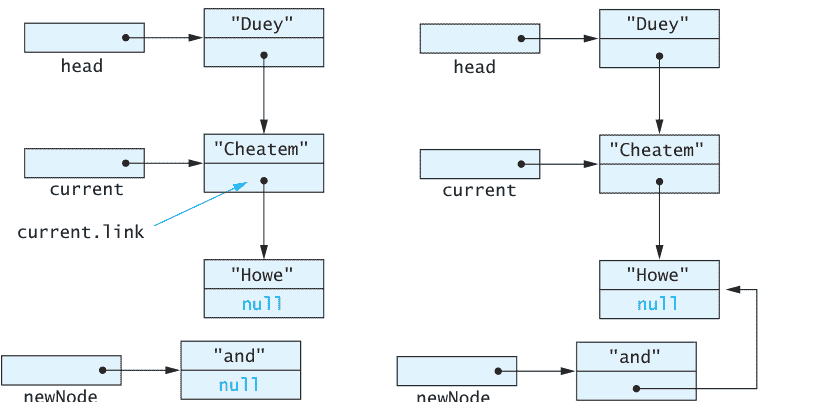 "Duey"
head
"Cheatem"
current
current.link
"Howe"
null
"and"
null
newNode
"Duey"
head
"Cheatem"
current
"Howe"
null
"and"
newNode